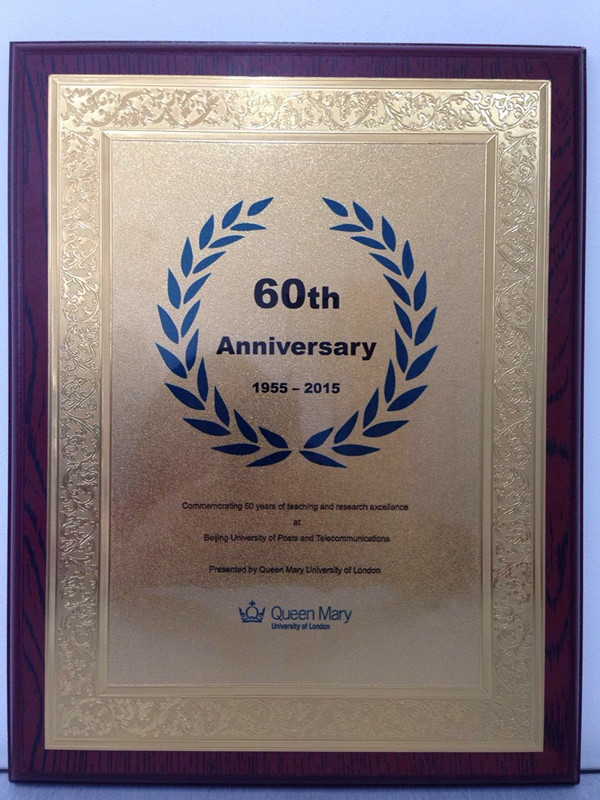 60th
Anniversary
1955 – 2015
Commemorating 60 years of teaching and research excellence
at
Beijing University of Posts and Telecommunications
Presented by Queen Mary University of London
Queen Mary
University of London